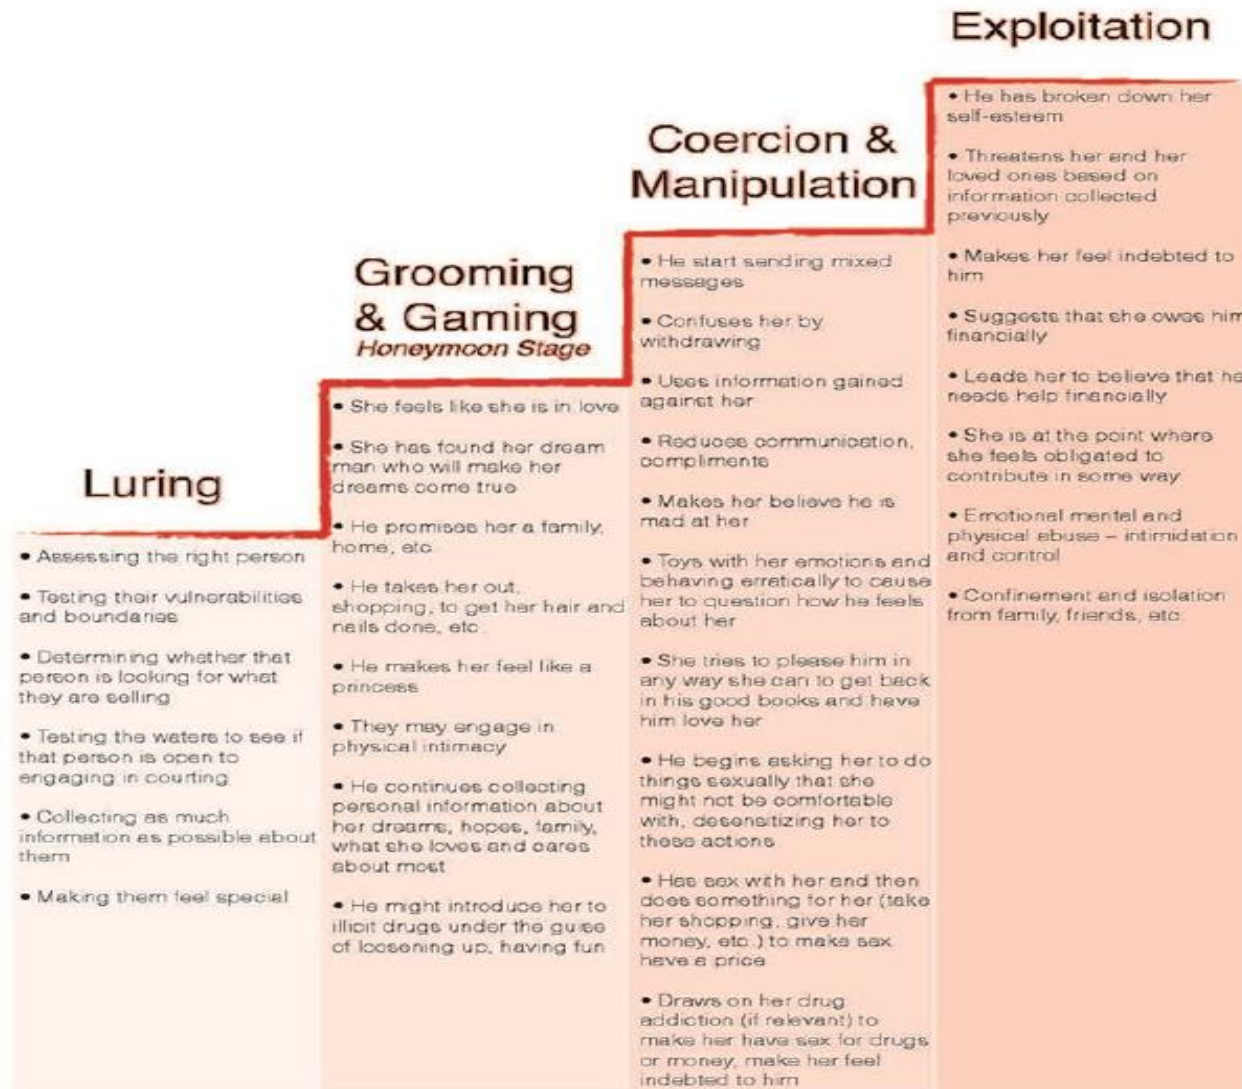 Luring
• Assessing the right person
• Testing their vulnerabilities
and boundaries
• Determining whether that
person is looking for what
they are selling
• Testing the waters to see if
that person is open to
engaging in courting
• Collecting as much
information as possible about
them
• Making them feel special
Grooming
& Gaming
Honeymoon Stage
• She feels like she is in love
• She has found her dream
man who will make her
dreams come true
• He promises her a family,
home, etc
• He takes her out,
shopping, to get her hair and
nails done, etc
• He makes her feel like a
princess
• They may engage in
physical intimacy
• He continues collecting
personal information about
her dreams, hopes, family,
what she loves and cares
about most
• He might introduce her to
illicit drugs under the guise
of loosening up, having fun
Coercion &
Manipulation
• He start sending mixed
messages
• Confuses her by
withdrawing
• Uses information gained
against her
• Reduces communication,
compliments
• Makes her believe he is
mad at her
• Toys with her emotions and
behaving erratically to cause
her to question how he feels
about her
• She tries to please him in
any way she can to get back
in his good books and have
him love her
• He begins asking her to do
things sexually that she
might not be comfortable
with, desensitizing her to
these actions
• Has sex with her and then
does something for her (take
her shopping, give her
money, etc.) to make sex
have a price
• Draws on her drug
addiction (if relevant) to
make her have sex for drugs
or money, make her feel
indebted to him
Exploitation
• He has broken down her
self-esteem
• Threatens her and her
loved ones based on
information collected
previously
• Makes her feel indebted to
him
• Suggests that she owes him
financially
• Leads her to believe that he
needs help financially
• She is at the point where
she feels obligated to
contribute in some way
• Emotional mental and
physical abuse – intimidation
and control
• Confinement and isolation
from family, friends, etc.